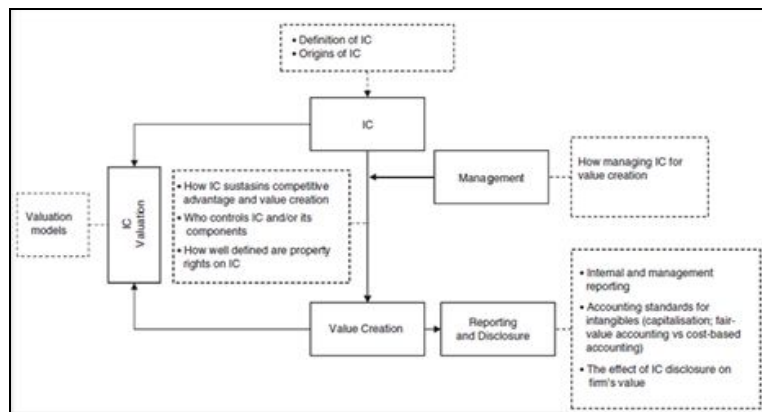 • Definition of IC
• Origins of IC
IC
• How IC sustasins competitive
advantage and value creation
• Who controls IC and/or its
components
• How well defined are property
rights on IC
Management
How managing IC for
value creation
Valuation
models
IC
Valuation
Value Creation
Reporting
and Disclosure
• Internal and management
reporting
• Accounting standards for
intangibles (capitalisation; fair-
value accounting vs cost-based
accounting)
• The effect of IC disclosure on
firm's value